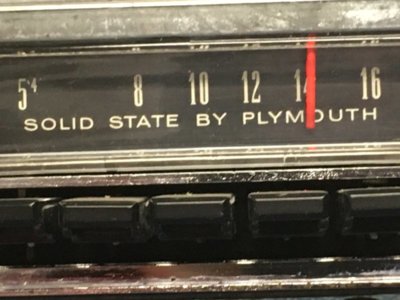 5⁴ 8 10 12 14 16
SOLID STATE BY PLYMOUTH